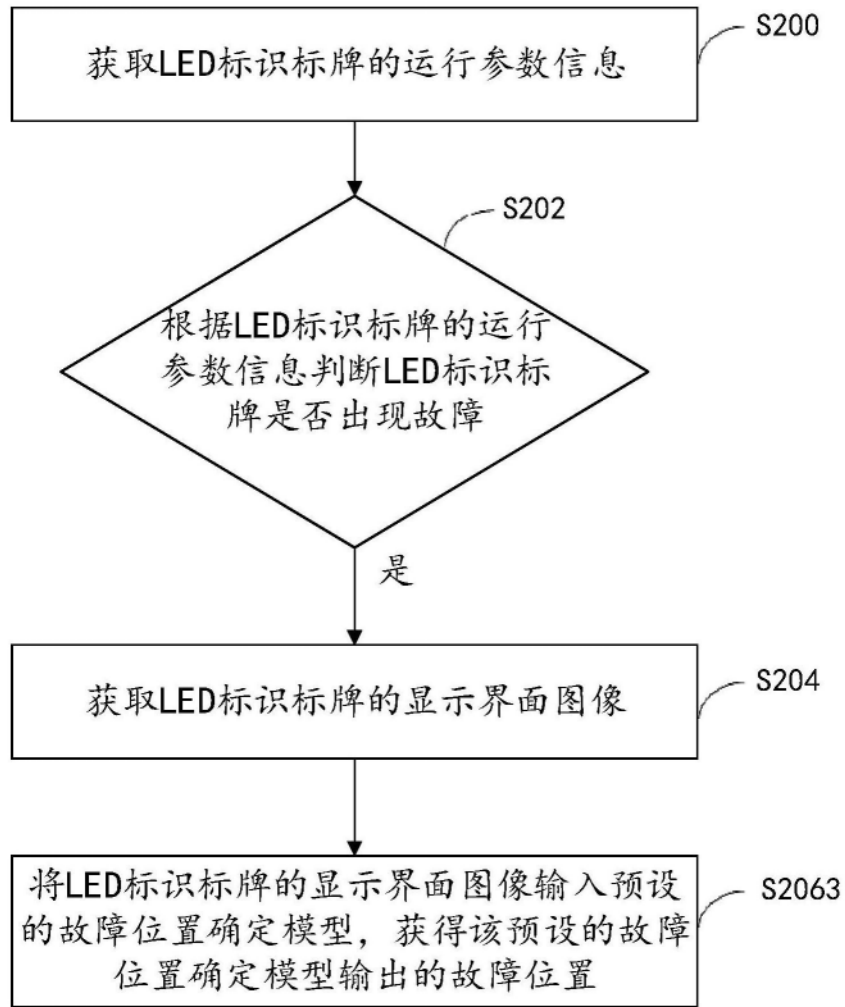 获取LED标识标牌的运行参数信息
S200
S202
根据LED标识标牌的运行
参数信息判断LED标识标
牌是否出现故障
是
获取LED标识标牌的显示界面图像
S204
将LED标识标牌的显示界面图像输入预设
的故障位置确定模型，获得该预设的故障
位置确定模型输出的故障位置
S2063